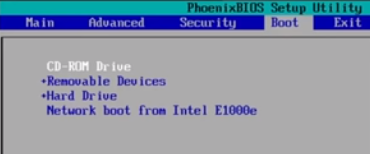 PhoenixBIOS Setup Utility
Main Advanced Security Boot Exit
CD-ROM Drive
+Removable Devices
+Hard Drive
Network boot from Intel E1000e